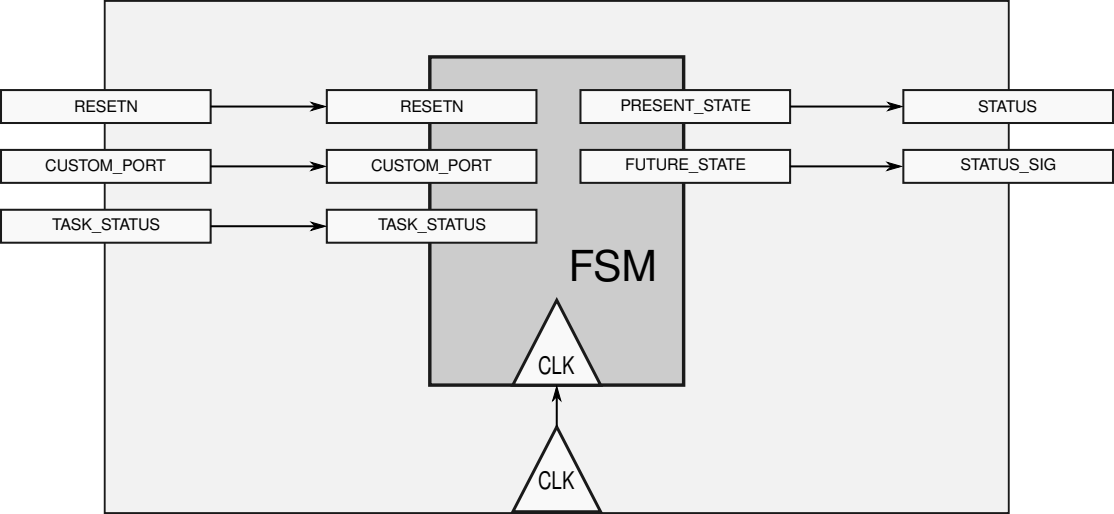 RESETN
RESETN
PRESENT_STATE
STATUS
CUSTOM_PORT
CUSTOM_PORT
FUTURE_STATE
STATUS_SIG
TASK_STATUS
TASK_STATUS
FSM
CLK
CLK